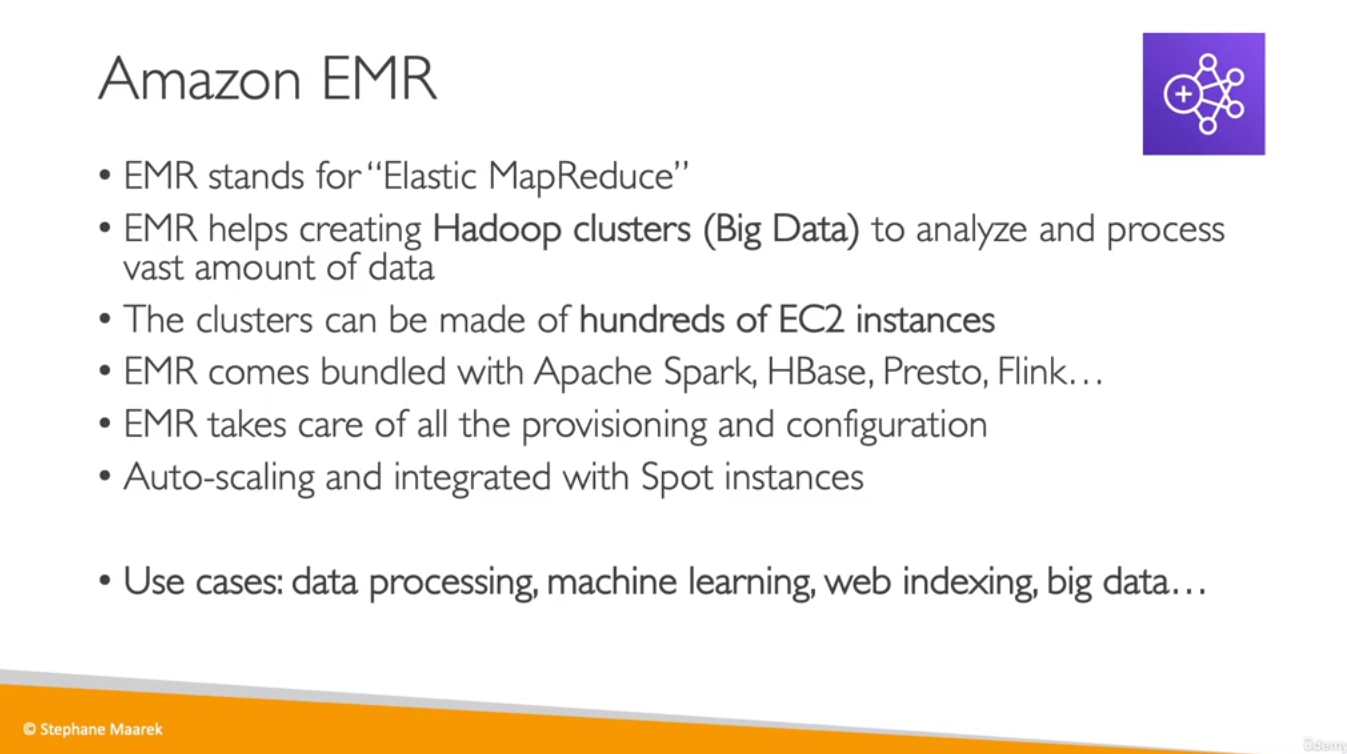 Amazon EMR
• EMR stands for “Elastic MapReduce”
• EMR helps creating Hadoop clusters (Big Data) to analyze and process
vast amount of data
• The clusters can be made of hundreds of EC2 instances
• EMR comes bundled with Apache Spark, HBase, Presto, Flink…
• EMR takes care of all the provisioning and configuration
• Auto-scaling and integrated with Spot instances
• Use cases: data processing, machine learning, web indexing, big data…
© Stephane Maarek
Udemy